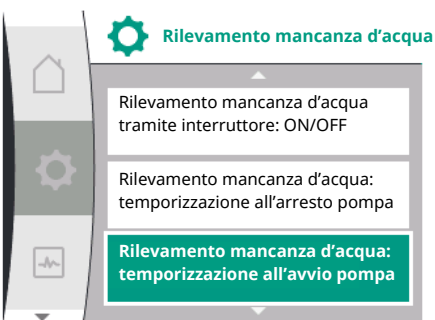 Rilevamento mancanza d'acqua
Rilevamento mancanza d'acqua
tramite interruttore: ON/OFF
Rilevamento mancanza d'acqua:
temporizzazione all'arresto pompa
Rilevamento mancanza d'acqua:
temporizzazione all'avvio pompa